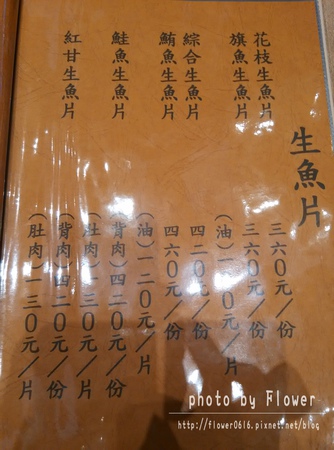 生魚片
花枝生魚片 三六０元／份
旗魚生魚片 三六０元／份
（油） ０元／片
綜合生魚片 四二０元／份
鮪魚生魚片 四六０元／份
（油）一二０元／片
鮭魚生魚片 （背肉）四二０元／份
（肚肉）一三０元／片
紅甘生魚片 （背肉）四二０元／份
（肚肉）一三０元／片
photo by Flower
http://flower0616.pixnet.net/blog